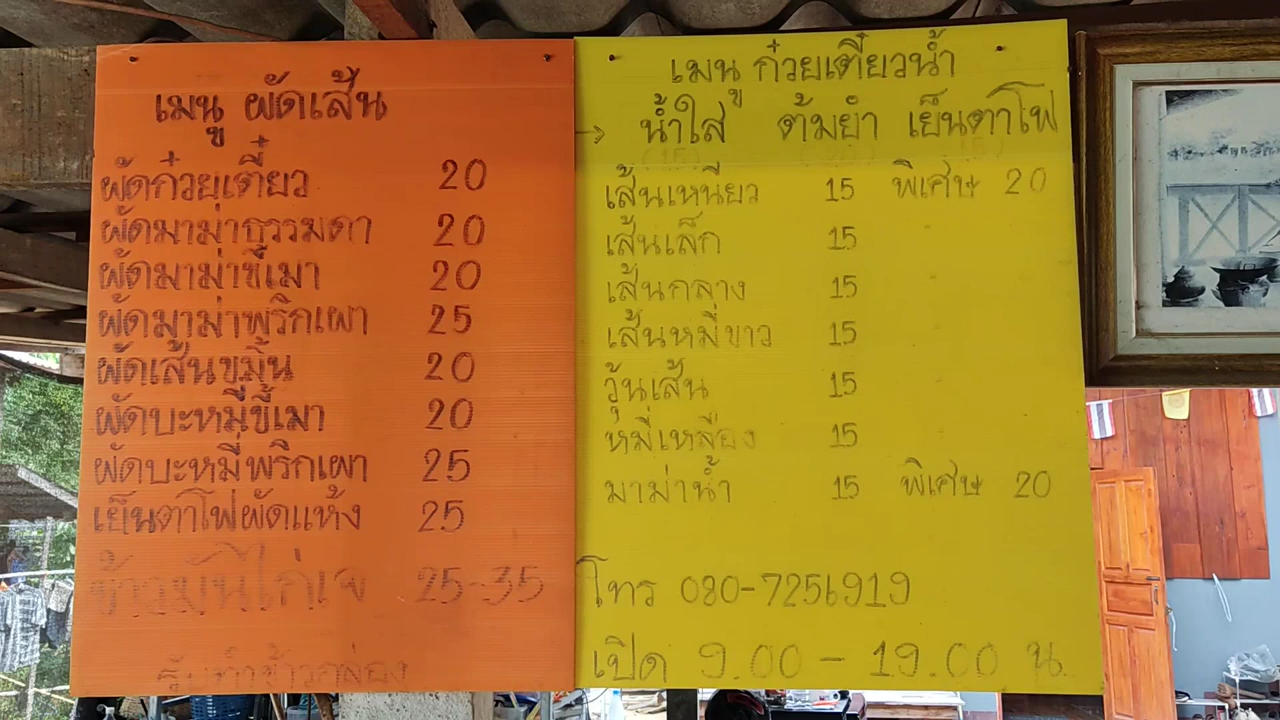 เมนู ผัดเส้น
ผัดก๋วยเตี๋ยว 20
ผัดมาม่าธรรมดา 20
ผัดมาม่าขี้เมา 20
ผัดมาม่าพริกเผา 25
ผัดเส้นขมิ้น 20
ผัดบะหมี่ขี้เมา 20
ผัดบะหมี่พริกเผา 25
เย็นตาโฟผัดแห้ง 25
ข้าวมันไก่เจ 25-35
รับทำข้าวกล่อง
เมนู ก๋วยเตี๋ยวน้ำ
→ น้ำใส ต้มยำ เย็นตาโฟ
เส้นเหนียว 15 พิเศษ 20
เส้นเล็ก 15
เส้นกลาง 15
เส้นหมี่ขาว 15
วุ้นเส้น 15
หมี่เหลือง 15
มาม่าน้ำ 15 พิเศษ 20
โทร 080-7256919
เปิด 9.00 - 19.00 น.